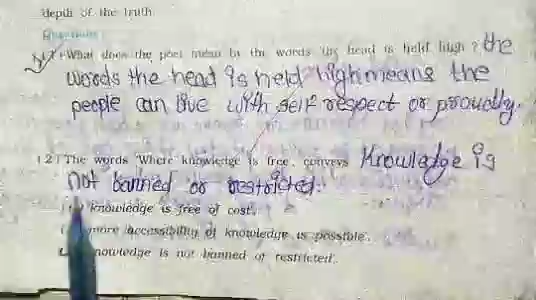 depth of the truth.
(1) What does the poet mean by the words 'the head is held high'? the
words the head is held high means the
people can live with self respect or proudly.
(2) The words 'Where knowledge is free', conveys Knowledge is
not banned or restricted.
knowledge is free of cost.
more accessibility of knowledge is possible.
knowledge is not banned or restricted.